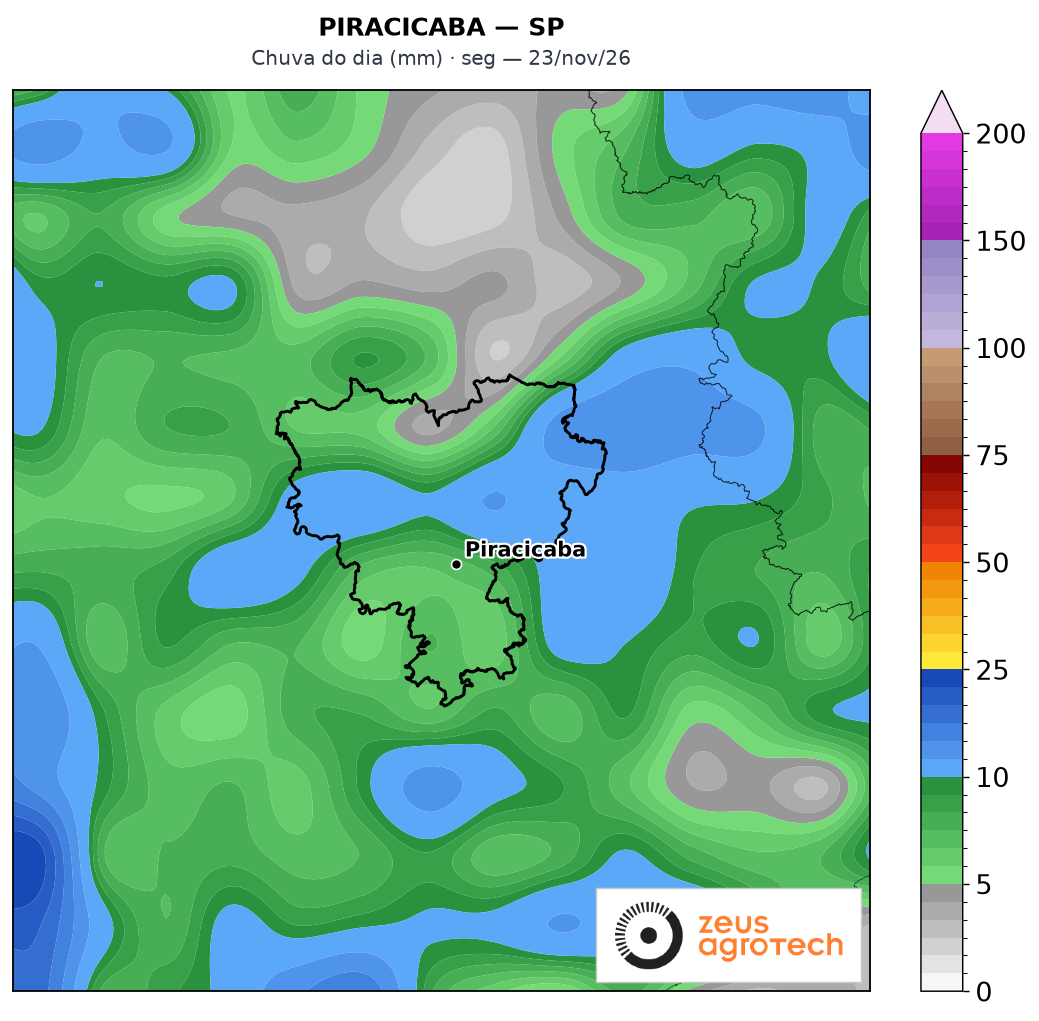 PIRACICABA — SP
Chuva do dia (mm) · seg — 23/nov/26
200
150
100
75
50
25
10
5
0
Piracicaba
zeus
agrotech